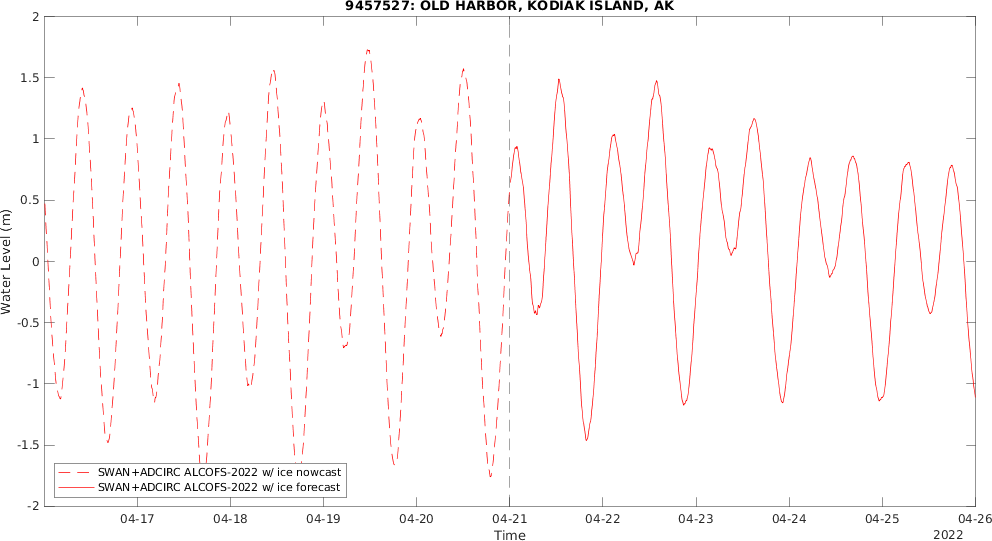 9457527: OLD HARBOR, KODIAK ISLAND, AK
2
1.5
1
0.5
0
-0.5
-1
-1.5
-2
Water Level (m)
SWAN+ADCIRC ALCOFS-2022 w/ ice nowcast
SWAN+ADCIRC ALCOFS-2022 w/ ice forecast
04-17 04-18 04-19 04-20 04-21 04-22 04-23 04-24 04-25 04-26
Time
2022